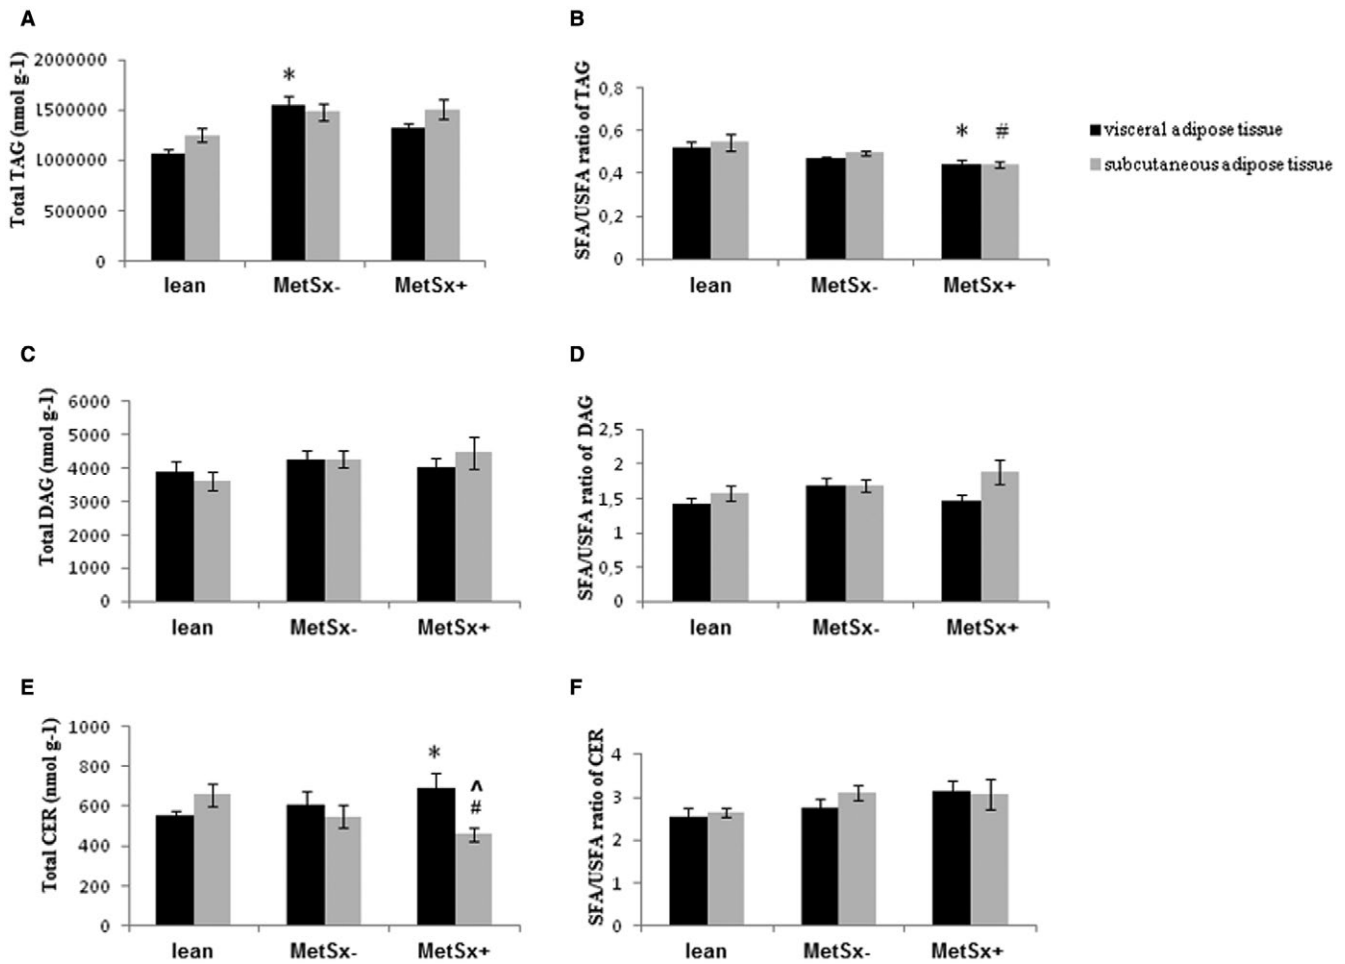 A
Total TAG (nmol g-1)
2000000
1500000
1000000
500000
0
*
lean MetSx- MetSx+
B
SFA/USFA ratio of TAG
0,8
0,6
0,4
0,2
0
* #
lean MetSx- MetSx+
visceral adipose tissue
subcutaneous adipose tissue
C
Total DAG (nmol g-1)
6000
5000
4000
3000
2000
1000
0
lean MetSx- MetSx+
D
SFA/USFA ratio of DAG
2,5
2
1,5
1
0,5
0
lean MetSx- MetSx+
E
Total CER (nmol g-1)
1000
800
600
400
200
0
*
^
#
lean MetSx- MetSx+
F
SFA/USFA ratio of CER
4
3
2
1
0
lean MetSx- MetSx+